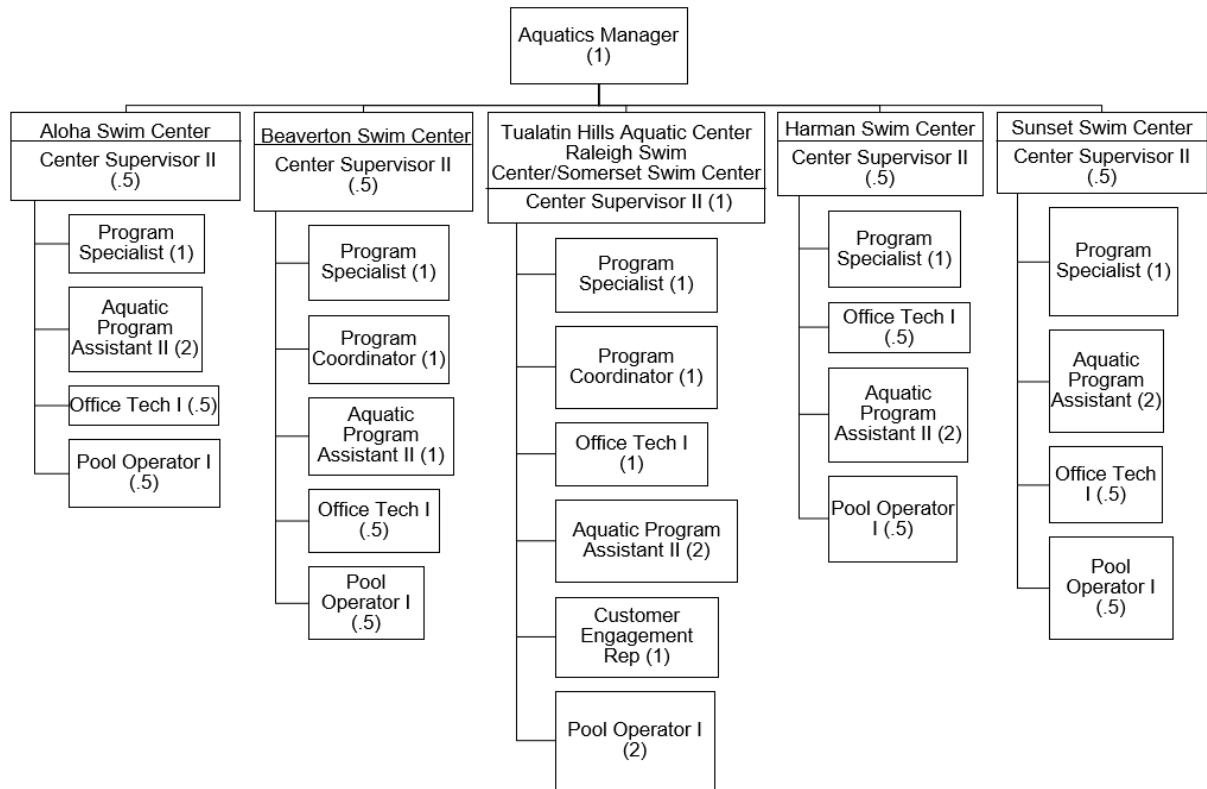 Aquatics Manager
(1)
Aloha Swim Center
Center Supervisor II
(.5)
Program
Specialist (1)
Aquatic
Program
Assistant II (2)
Office Tech I (.5)
Pool Operator I
(.5)
Beaverton Swim Center
Center Supervisor II
(.5)
Program
Specialist (1)
Program
Coordinator (1)
Aquatic
Program
Assistant II (1)
Office Tech I
(.5)
Pool
Operator I
(.5)
Tualatin Hills Aquatic Center
Raleigh Swim
Center/Somerset Swim Center
Center Supervisor II (1)
Program
Specialist (1)
Program
Coordinator (1)
Office Tech I
(1)
Aquatic Program
Assistant II (2)
Customer
Engagement
Rep (1)
Pool Operator I
(2)
Harman Swim Center
Center Supervisor II
(.5)
Program
Specialist (1)
Office Tech I
(.5)
Aquatic
Program
Assistant II (2)
Pool Operator
I (.5)
Sunset Swim Center
Center Supervisor II
(.5)
Program
Specialist (1)
Aquatic
Program
Assistant (2)
Office Tech
I (.5)
Pool
Operator I
(.5)